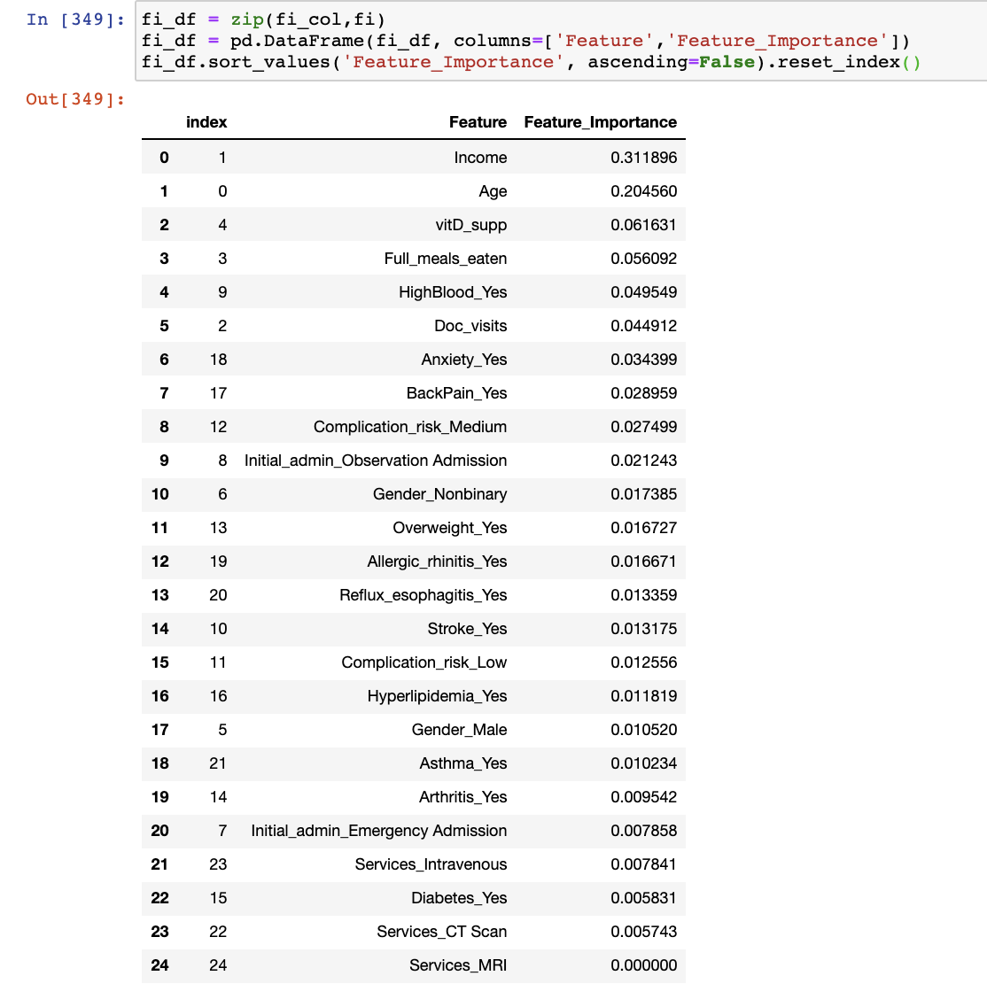 In [349]: fi_df = zip(fi_col,fi)
fi_df = pd.DataFrame(fi_df, columns=['Feature','Feature_Importance'])
fi_df.sort_values('Feature_Importance', ascending=False).reset_index()
Out[349]:
index Feature Feature_Importance
0 1 Income 0.311896
1 0 Age 0.204560
2 4 vitD_supp 0.061631
3 3 Full_meals_eaten 0.056092
4 9 HighBlood_Yes 0.049549
5 2 Doc_visits 0.044912
6 18 Anxiety_Yes 0.034399
7 17 BackPain_Yes 0.028959
8 12 Complication_risk_Medium 0.027499
9 8 Initial_admin_Observation Admission 0.021243
10 6 Gender_Nonbinary 0.017385
11 13 Overweight_Yes 0.016727
12 19 Allergic_rhinitis_Yes 0.016671
13 20 Reflux_esophagitis_Yes 0.013359
14 10 Stroke_Yes 0.013175
15 11 Complication_risk_Low 0.012556
16 16 Hyperlipidemia_Yes 0.011819
17 5 Gender_Male 0.010520
18 21 Asthma_Yes 0.010234
19 14 Arthritis_Yes 0.009542
20 7 Initial_admin_Emergency Admission 0.007858
21 23 Services_Intravenous 0.007841
22 15 Diabetes_Yes 0.005831
23 22 Services_CT Scan 0.005743
24 24 Services_MRI 0.000000